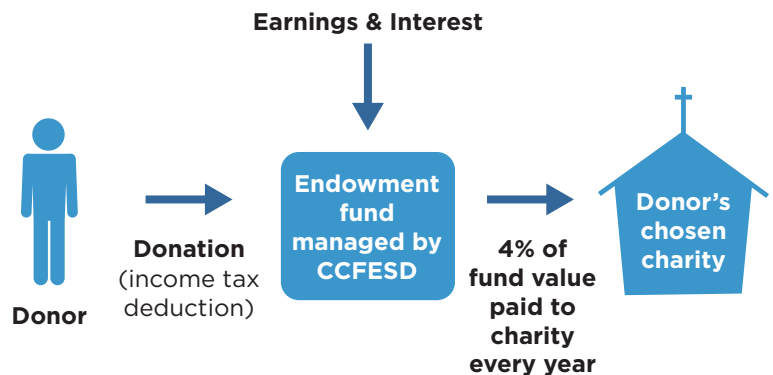 Earnings & Interest
Donor
Donation
(income tax
deduction)
Endowment
fund
managed by
CCFESD
4% of
fund value
paid to
charity
every year
Donor's
chosen
charity